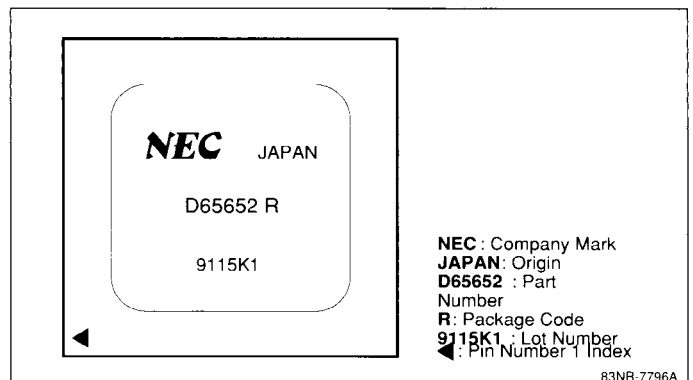 NEC JAPAN
D65652 R
9115K1
NEC : Company Mark
JAPAN: Origin
D65652 : Part
Number
R: Package Code
9115K1 : Lot Number
◀: Pin Number 1 Index
83NR-7796A